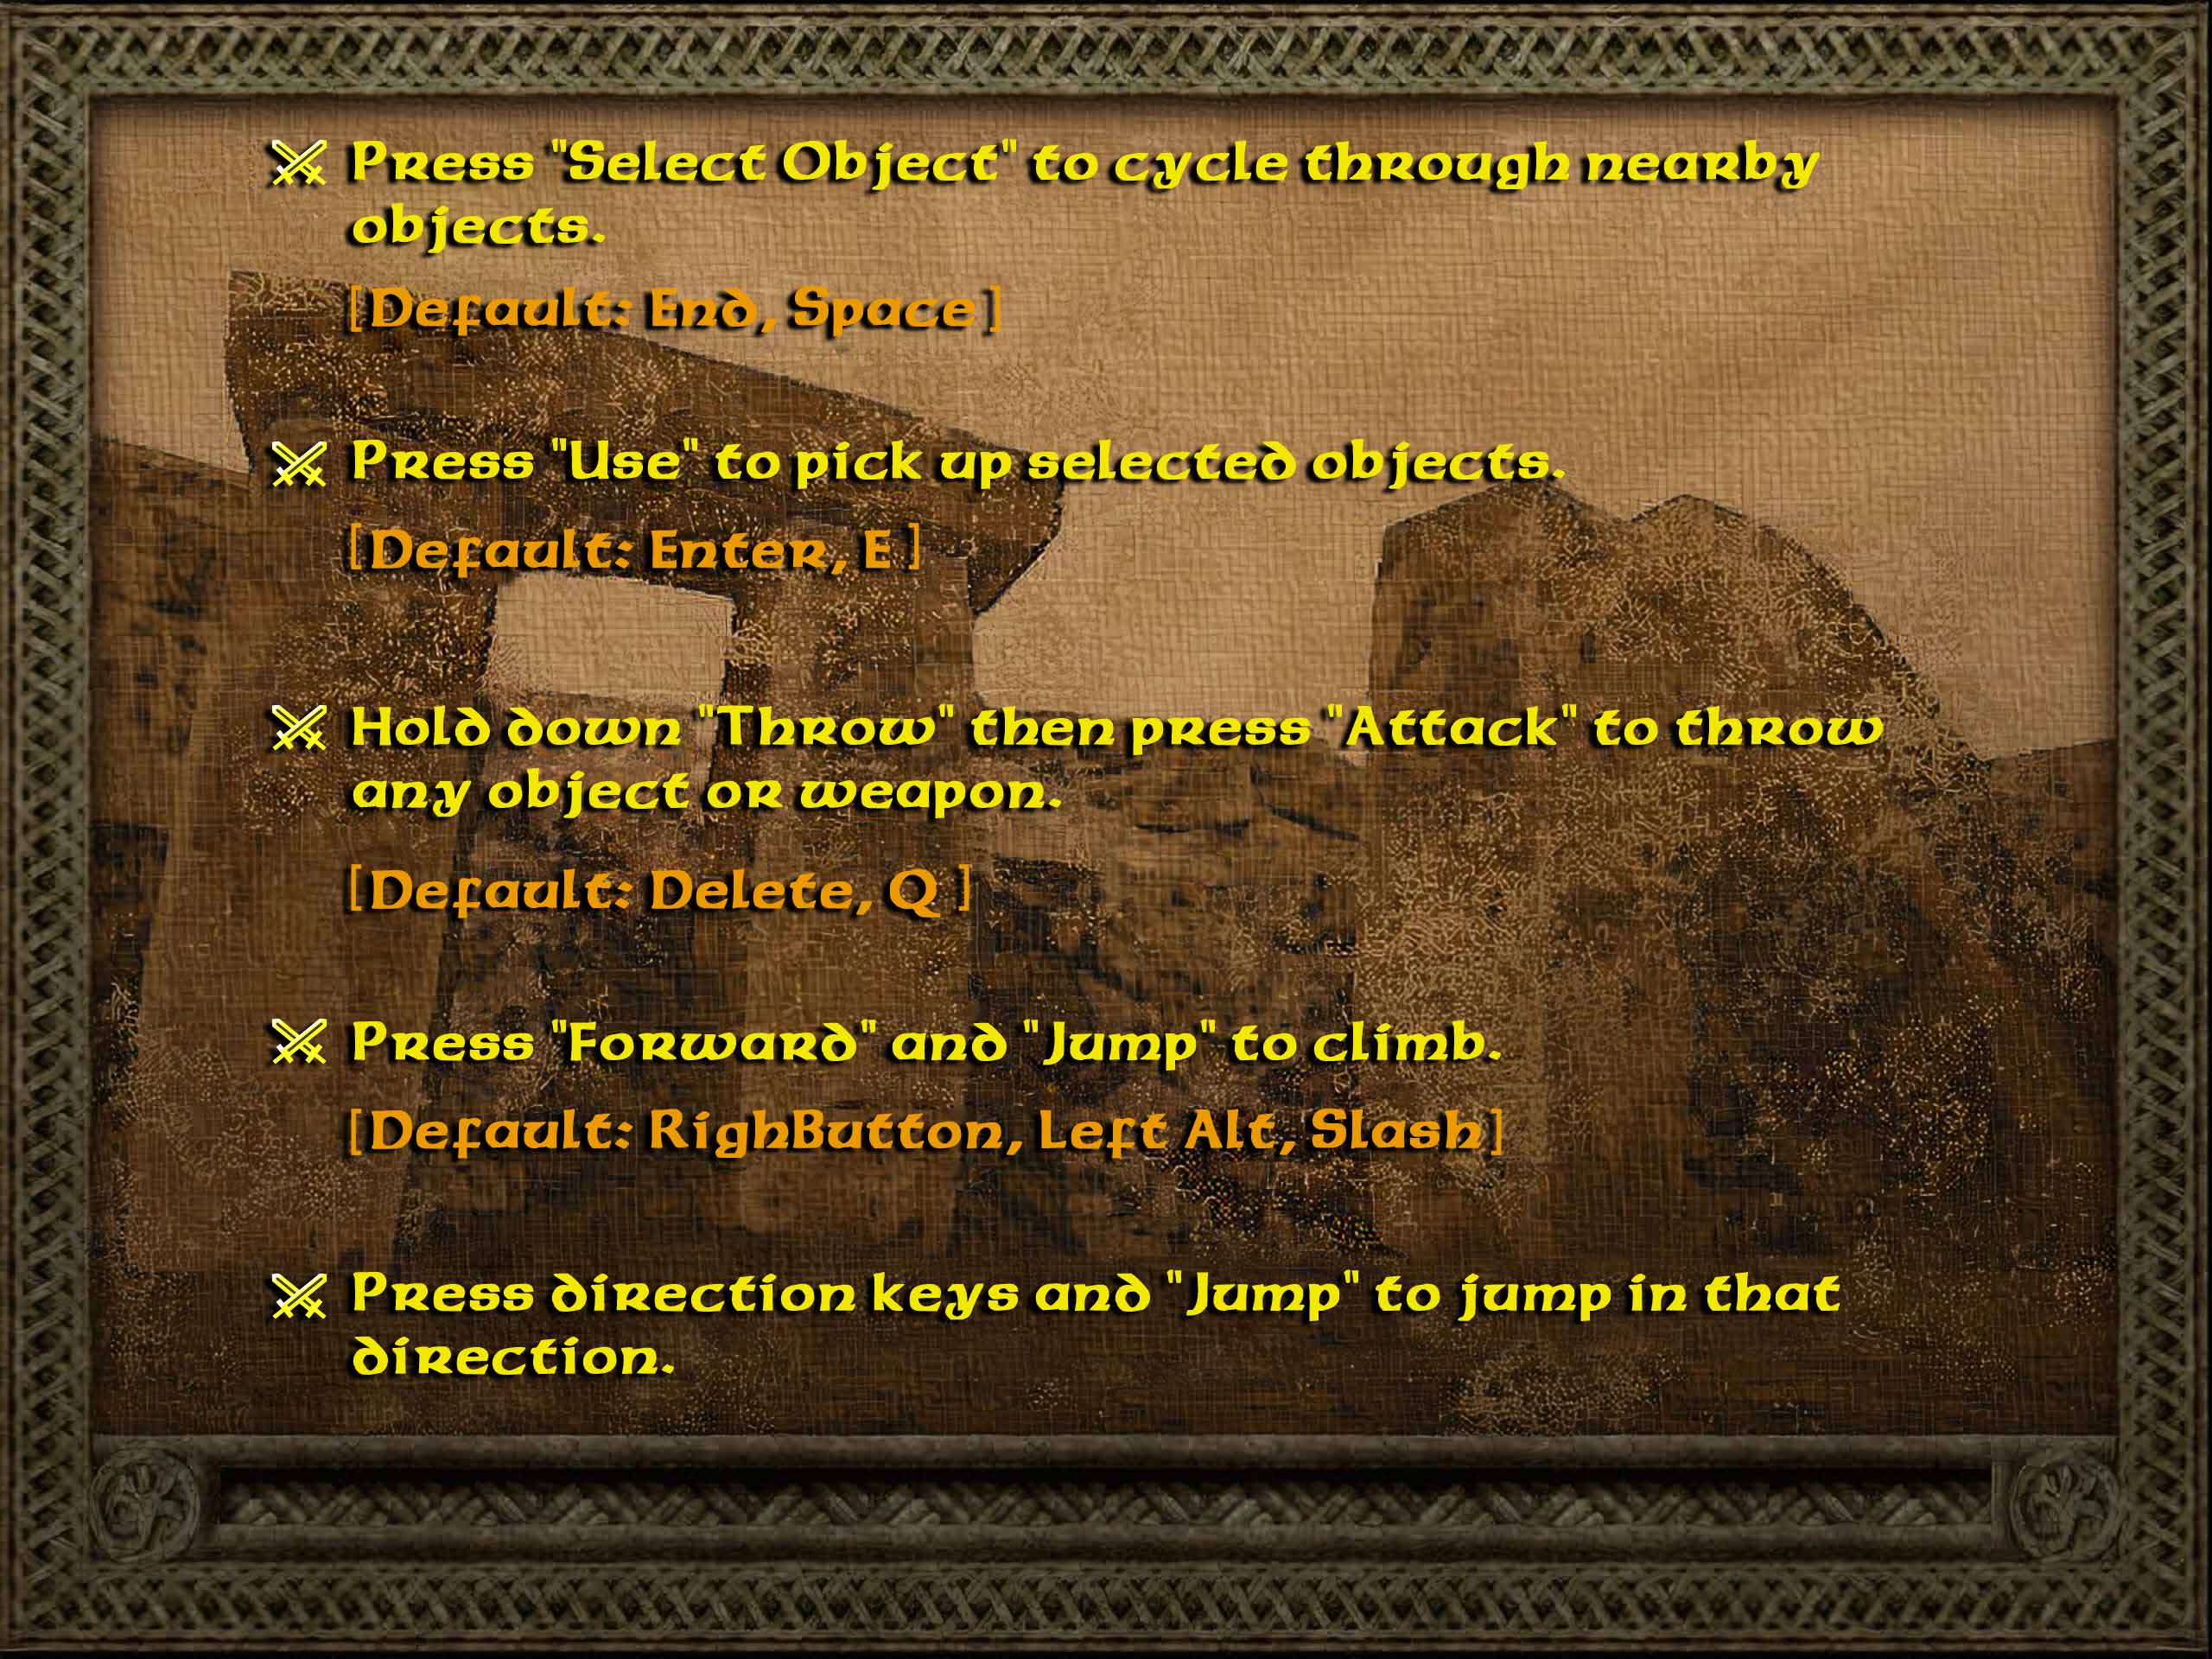 Press "Select Object" to cycle through nearby
objects.
[Default: End, Space]
Press "Use" to pick up selected objects.
[Default: Enter, E ]
Hold down "Throw" then press "Attack" to throw
any object or weapon.
[Default: Delete, Q ]
Press "Forward" and "Jump" to climb.
[Default: RighButton, Left Alt, Slash]
Press direction keys and "Jump" to jump in that
direction.